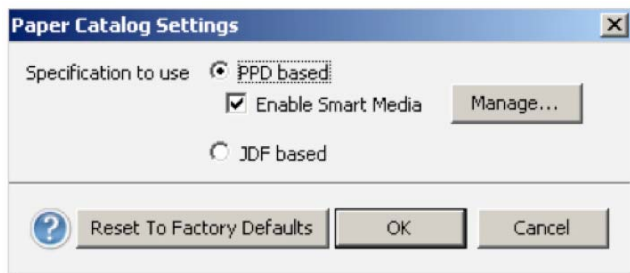 Paper Catalog Settings
Specification to use PPD based
Enable Smart Media Manage...
JDF based
? Reset To Factory Defaults OK Cancel